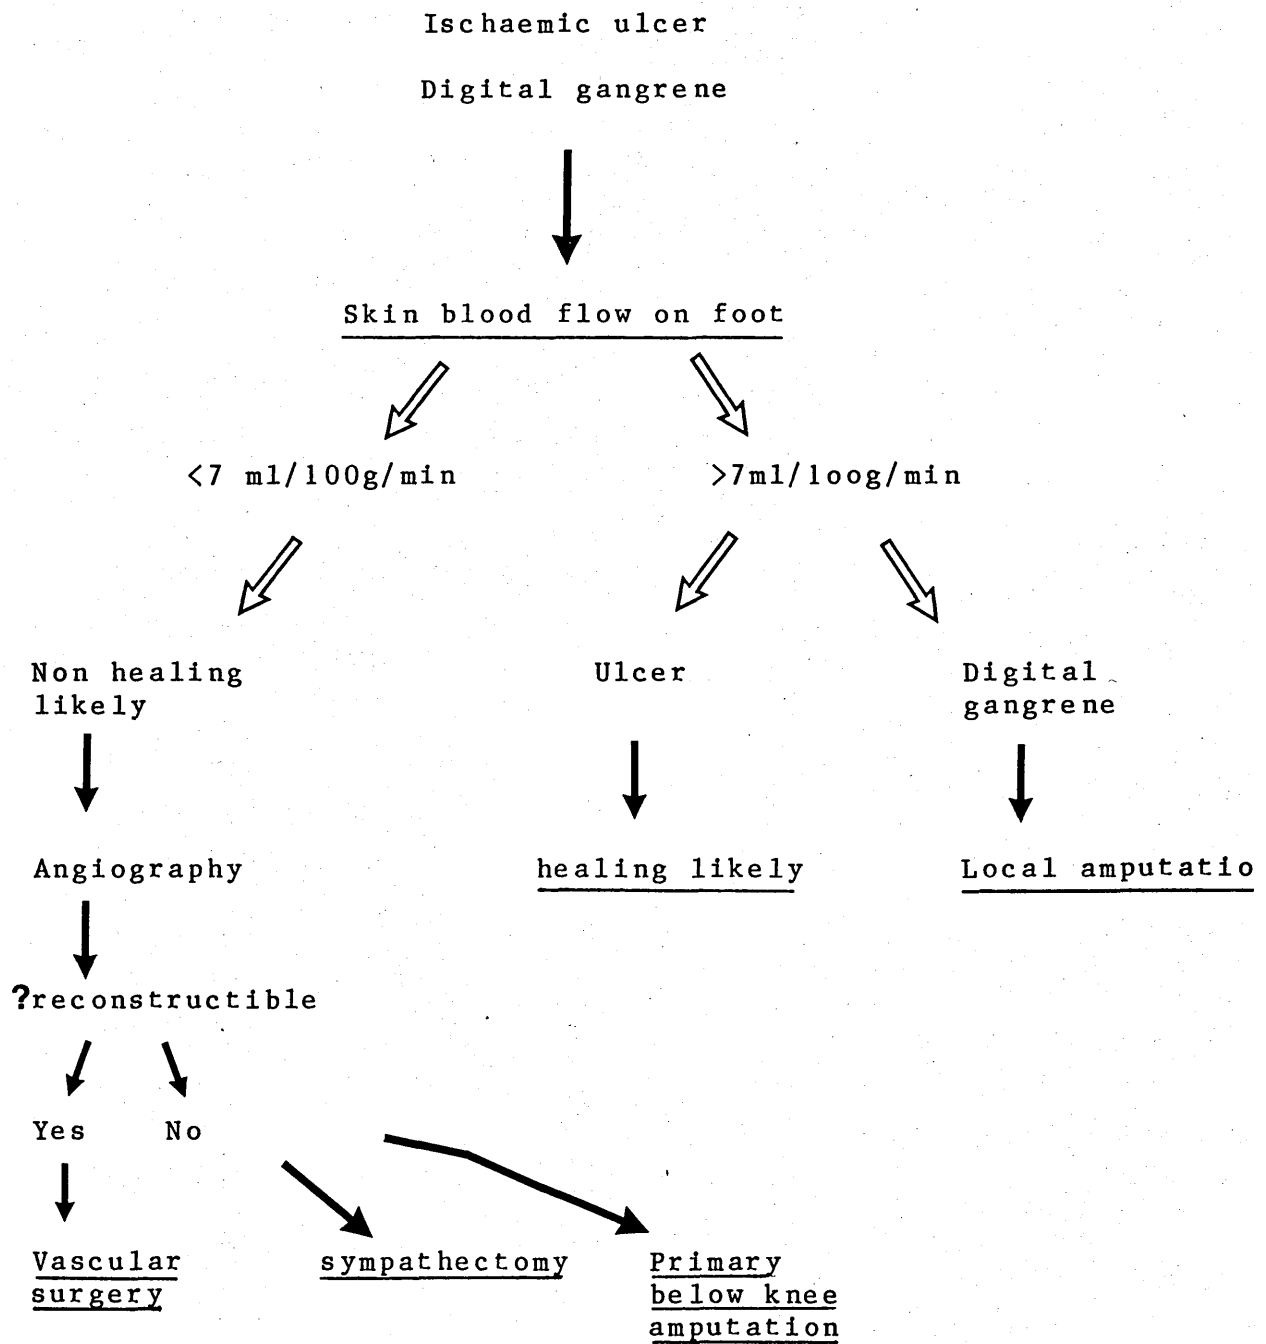 Ischaemic ulcer
Digital gangrene
Skin blood flow on foot
<7 ml/100g/min
>7ml/loog/min
Non healing
likely
Ulcer
Digital
gangrene
Angiography
healing likely
Local amputatio
?reconstructible
Yes
No
Vascular
surgery
sympathectomy
Primary
below knee
amputation